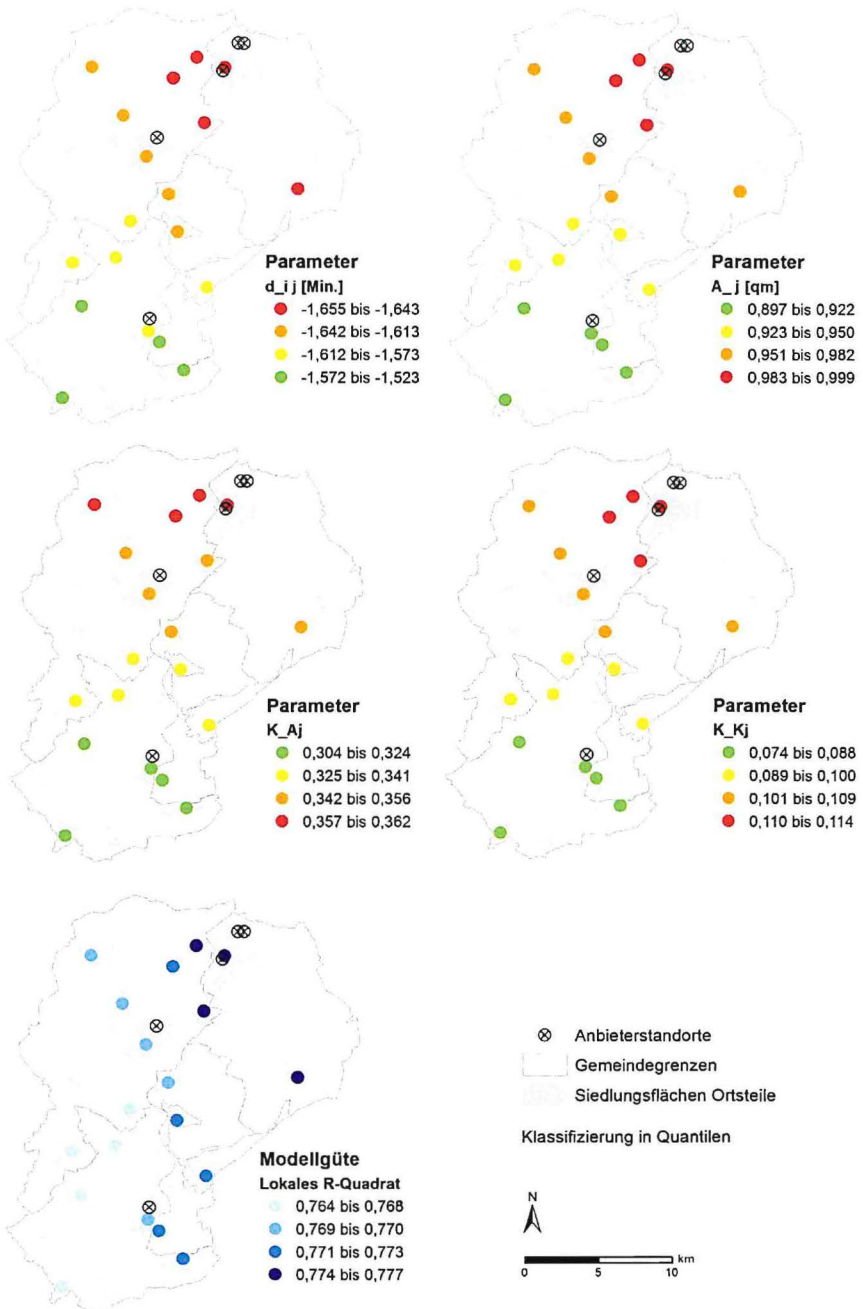 Parameter
d_i j [Min.]
-1,655 bis -1,643
-1,642 bis -1,613
-1,612 bis -1,573
-1,572 bis -1,523
Parameter
A_ j [qm]
0,897 bis 0,922
0,923 bis 0,950
0,951 bis 0,982
0,983 bis 0,999
Parameter
K_Aj
0,304 bis 0,324
0,325 bis 0,341
0,342 bis 0,356
0,357 bis 0,362
Parameter
K_Kj
0,074 bis 0,088
0,089 bis 0,100
0,101 bis 0,109
0,110 bis 0,114
Modellgüte
Lokales R-Quadrat
0,764 bis 0,768
0,769 bis 0,770
0,771 bis 0,773
0,774 bis 0,777
Anbieterstandorte
Gemeindegrenzen
Siedlungsflächen Ortsteile
Klassifizierung in Quantilen
N
km
0 5 10